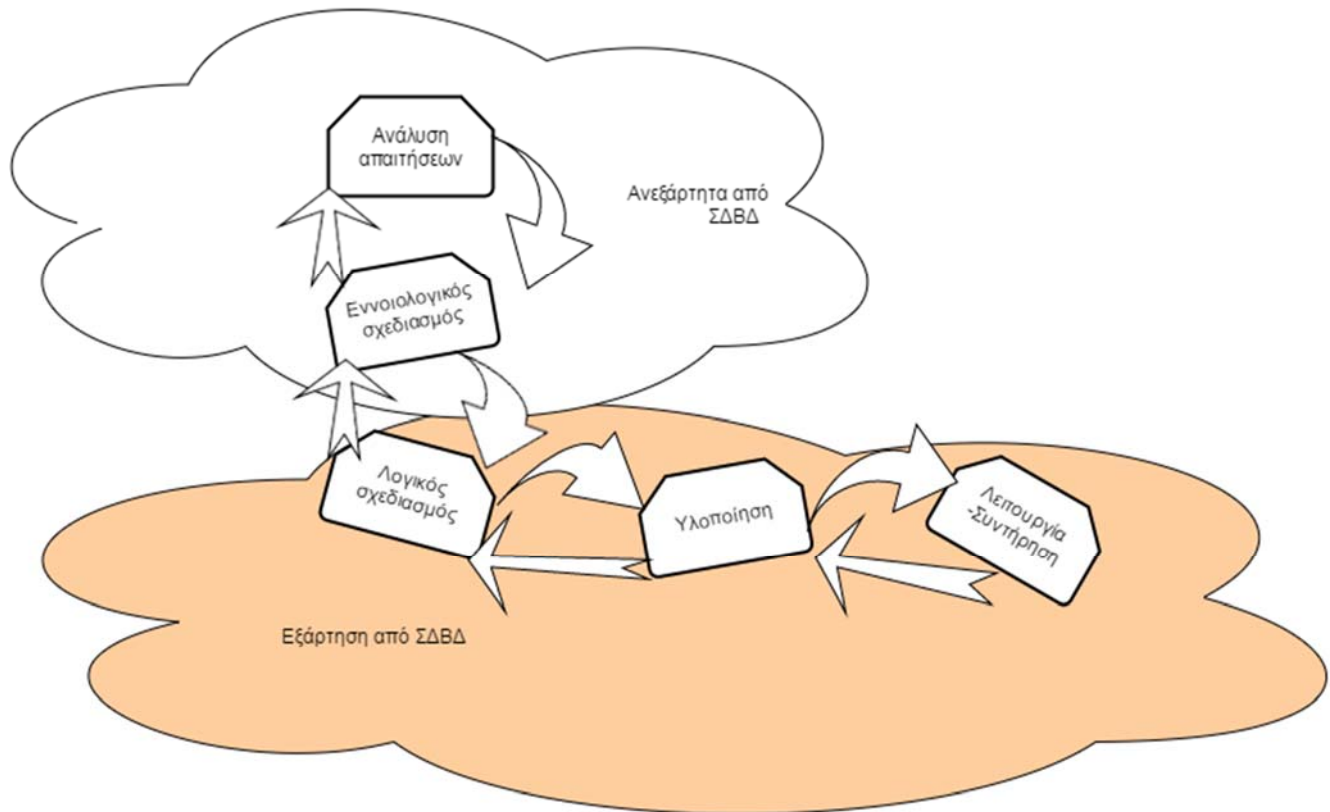 Ανάλυση
απαιτήσεων
Ανεξάρτητα από
ΣΔΒΔ
Εννοιολογικός
σχεδιασμός
Λογικός
σχεδιασμός
Υλοποίηση
Λειτουργία
-Συντήρηση
Εξάρτηση από ΣΔΒΔ